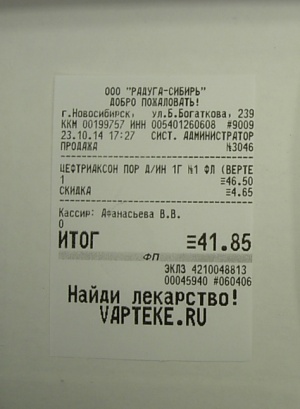 ООО "РАДУГА-СИБИРЬ"
ДОБРО ПОЖАЛОВАТЬ!
г.Новосибирск, ул.Б.Богаткова, 239
ККМ 00199757 ИНН 005401260608 #9009
23.10.14 17:27 СИСТ. АДМИНИСТРАТОР
ПРОДАЖА №3046
ЦЕФТРИАКСОН ПОР Д/ИН 1Г №1 ФЛ (ВЕРТЕ
1 ≡46.50
СКИДКА ≡4.65
Кассир: Афанасьева В.В.
0
ИТОГ ≡41.85
ФП
ЭКЛЗ 4210048813
00045940 #060406
Найди лекарство!
VAPTEKE.RU